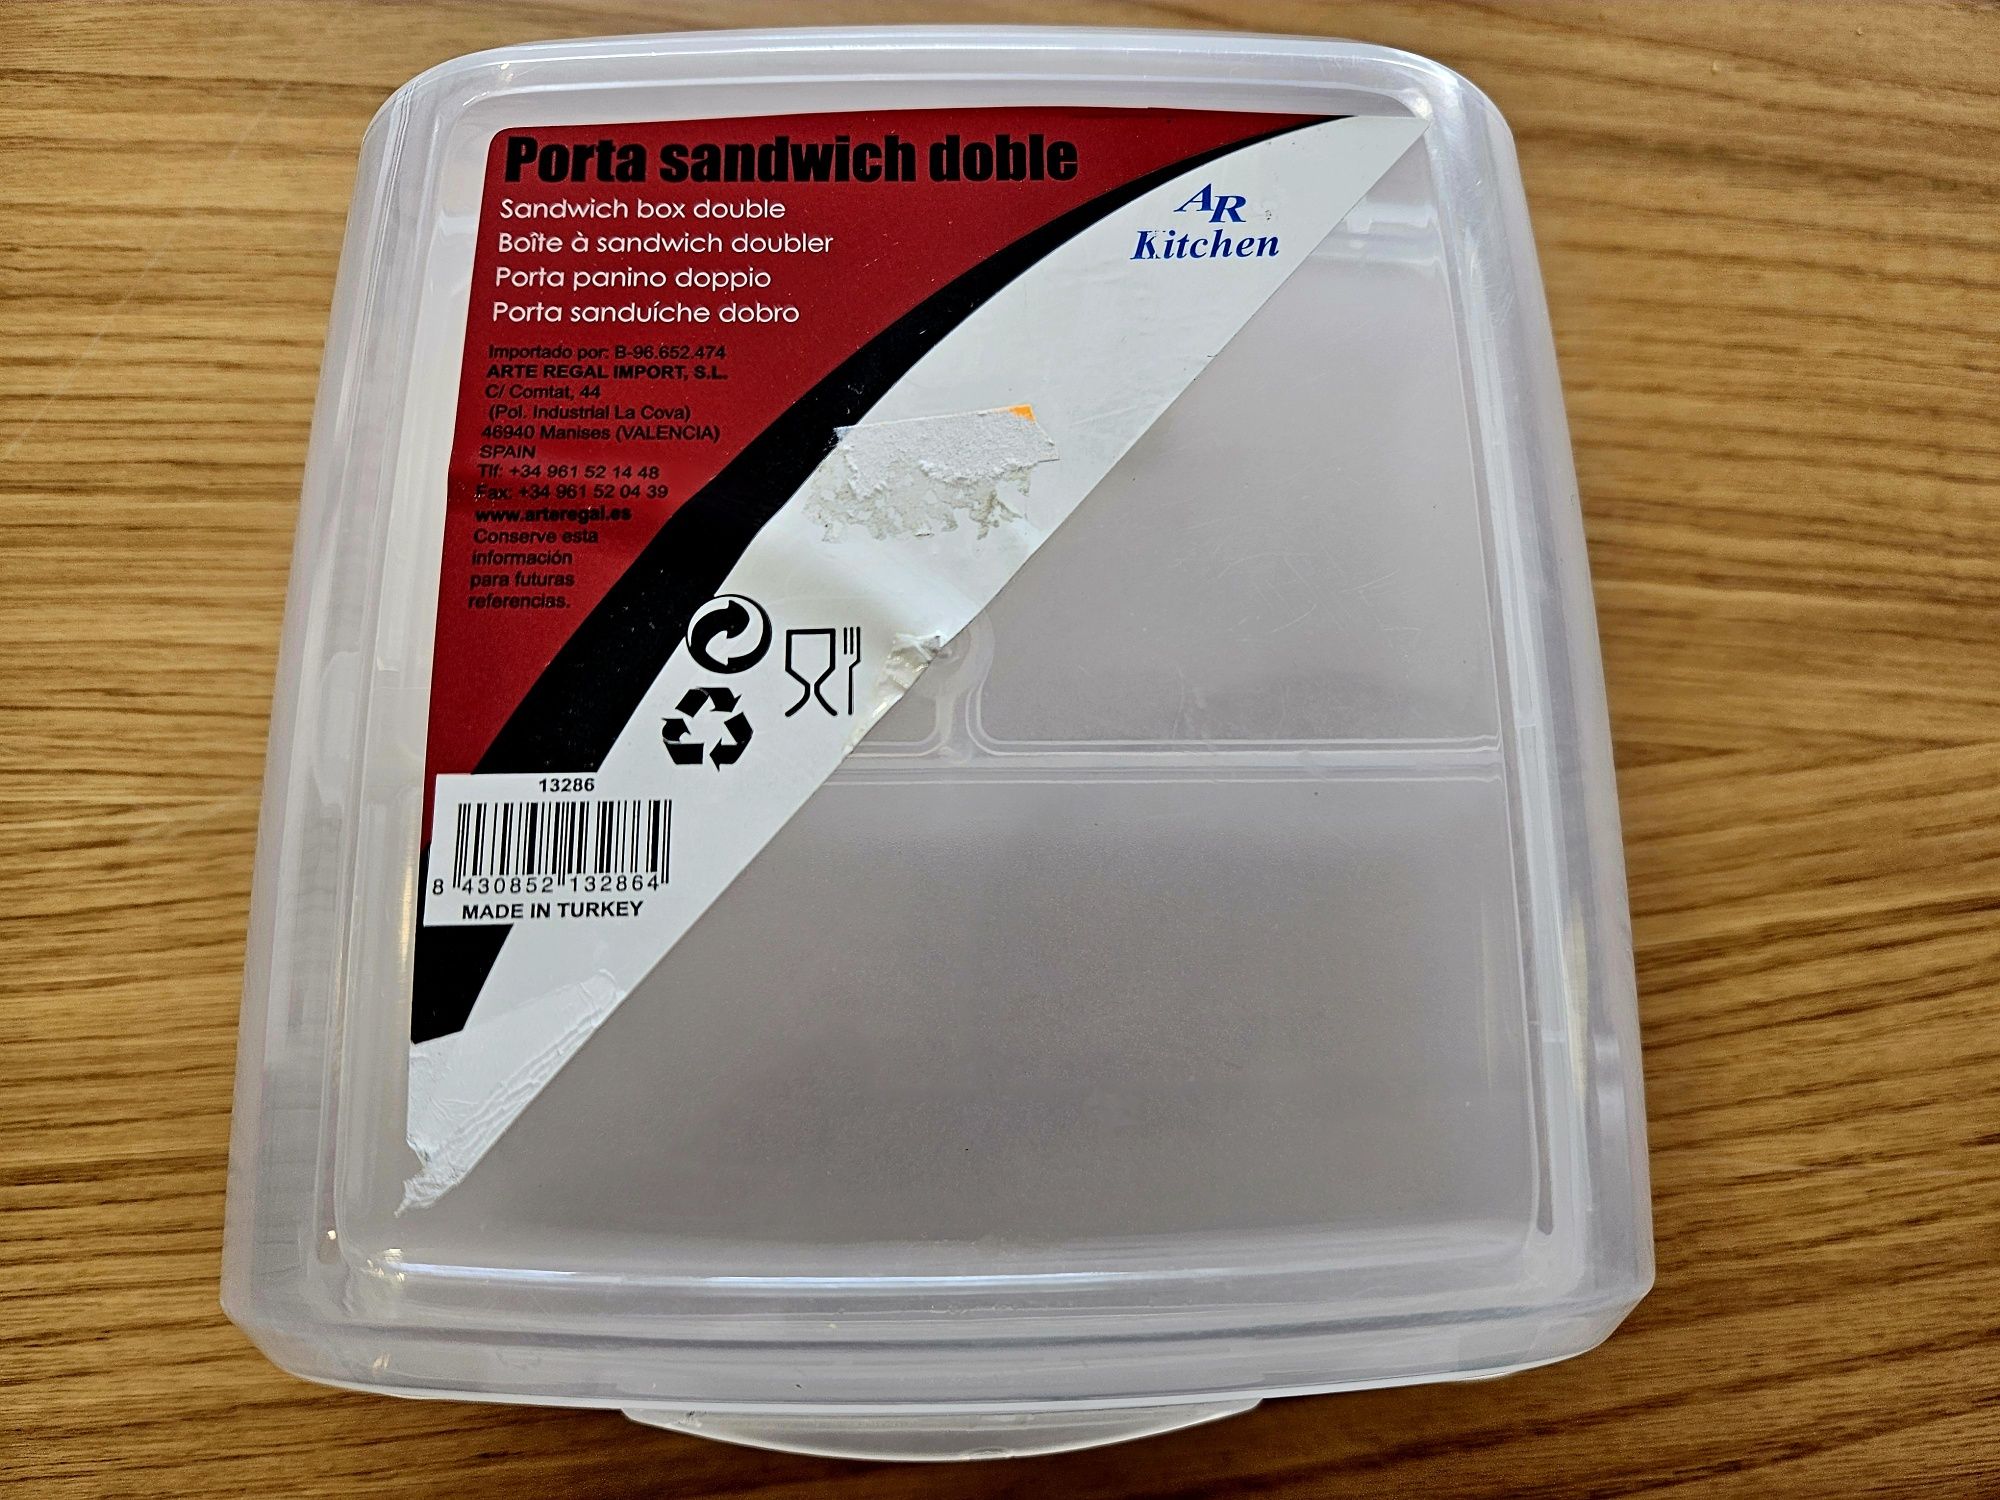 Porta sandwich doble
Sandwich box double
Boîte à sandwich doubler
Porta panino doppio
Porta sanduíche dobro
AR
Kitchen
Importado por: B-96.652.474
ARTE REGAL IMPORT, S.L.
C/ Comtat, 44
(Pol. Industrial La Cova)
46940 Manises (VALENCIA)
SPAIN
Tlf: +34 961 52 14 48
Fax: +34 961 52 04 39
www.arteregal.es
Conserve esta
información
para futuras
referencias.
13286
8 430852 132864
MADE IN TURKEY